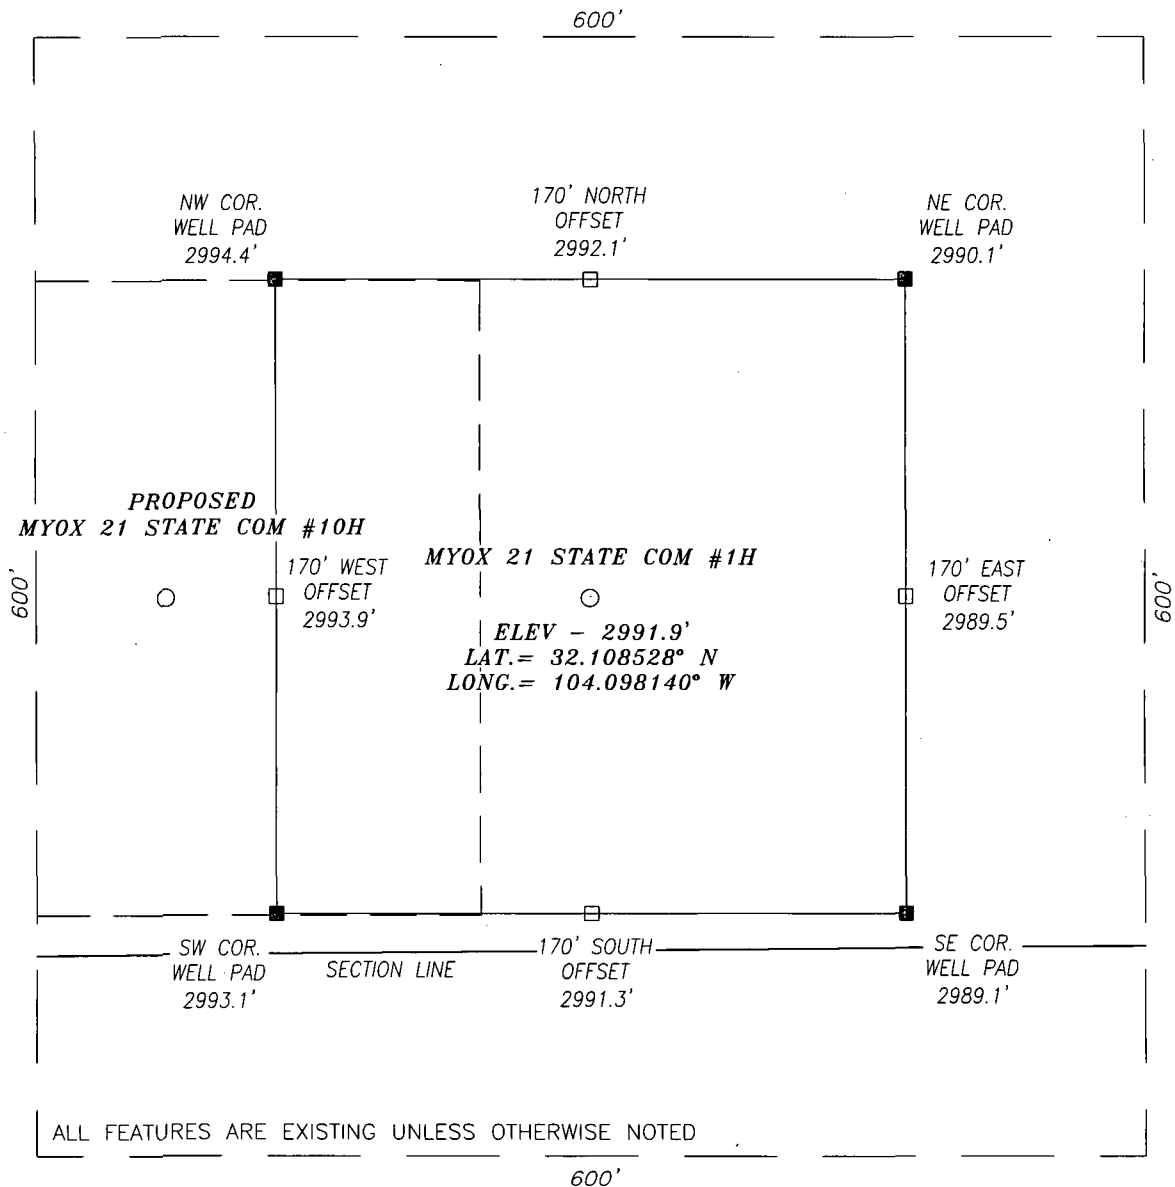 600'
NW COR.
WELL PAD
2994.4'
170' NORTH
OFFSET
2992.1'
NE COR.
WELL PAD
2990.1'
PROPOSED
MYOX 21 STATE COM #10H
600'
170' WEST
OFFSET
2993.9'
MYOX 21 STATE COM #1H
ELEV - 2991.9'
LAT.= 32.108528° N
LONG.= 104.098140° W
170' EAST
OFFSET
2989.5'
600'
SW COR.
WELL PAD
2993.1'
SECTION LINE
170' SOUTH
OFFSET
2991.3'
SE COR.
WELL PAD
2989.1'
ALL FEATURES ARE EXISTING UNLESS OTHERWISE NOTED
600'